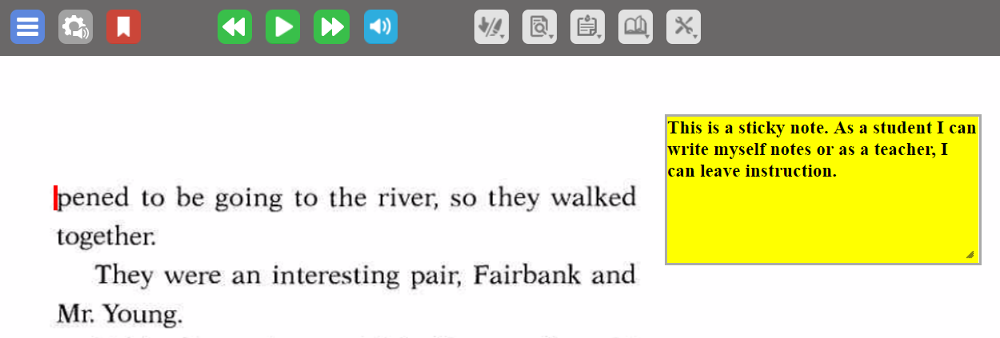 This is a sticky note. As a student I can
write myself notes or as a teacher, I
can leave instruction.
pened to be going to the river, so they walked
together.
They were an interesting pair, Fairbank and
Mr. Young.